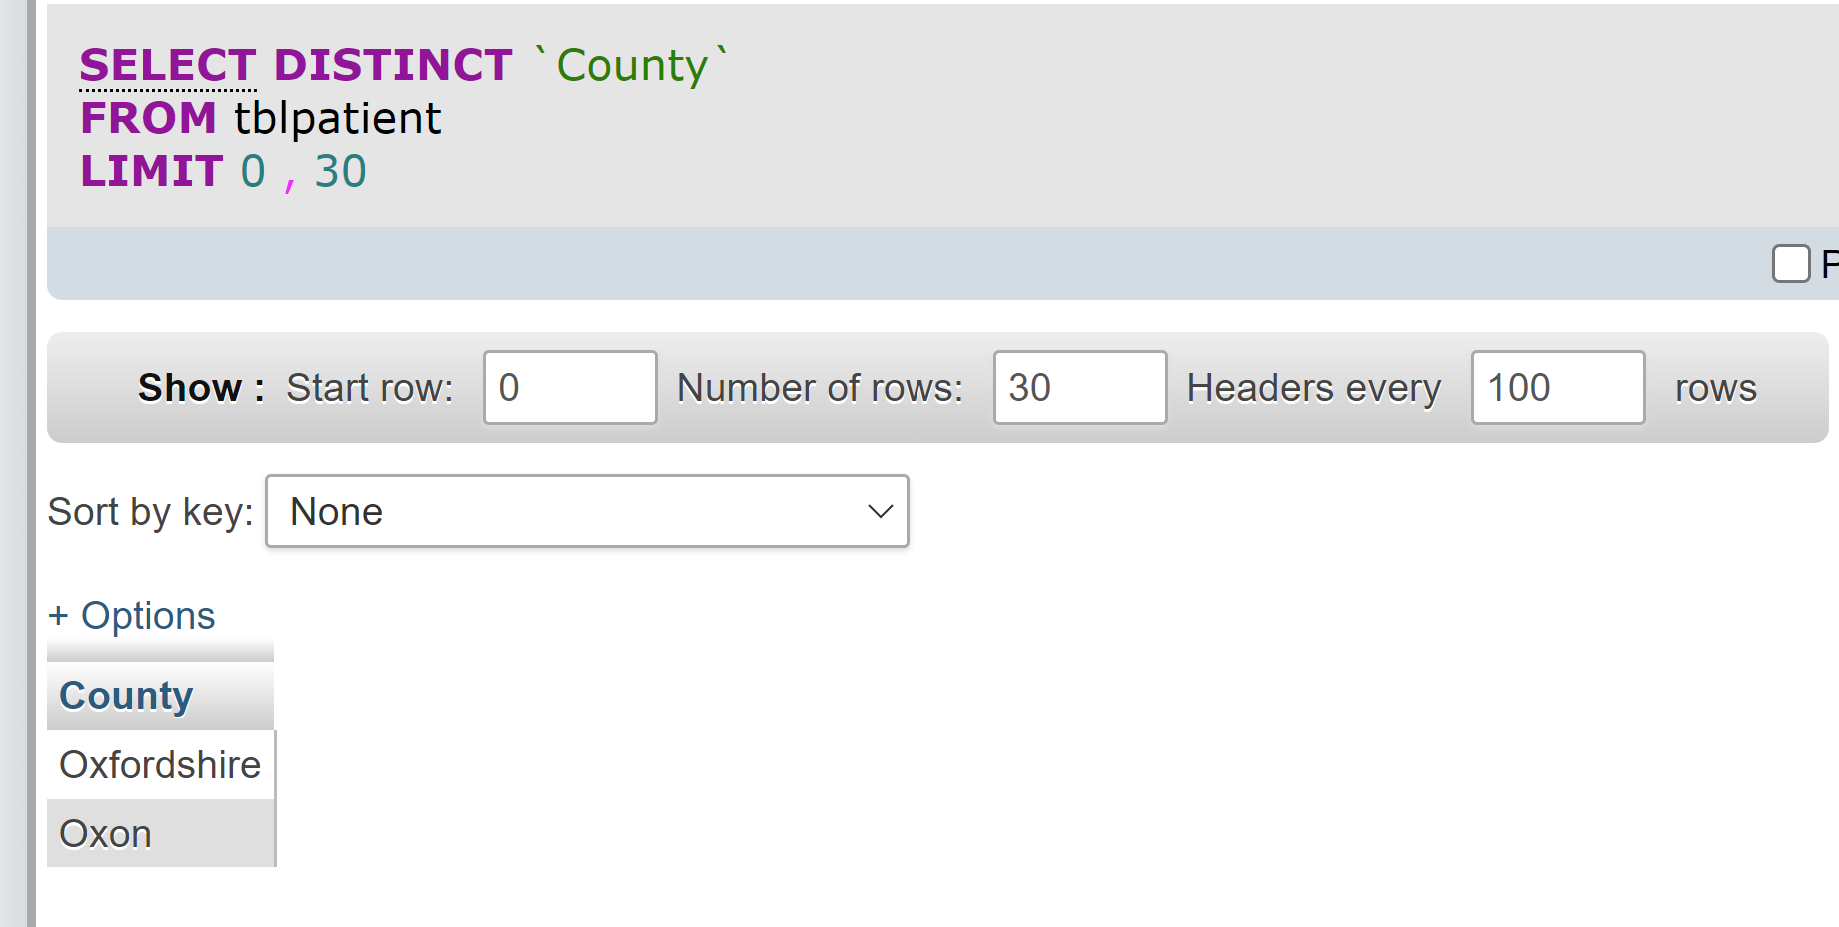 SELECT DISTINCT `County`
FROM tblpatient
LIMIT 0 , 30
Show : Start row: 0 Number of rows: 30 Headers every 100 rows
Sort by key: None
+ Options
County
Oxfordshire
Oxon